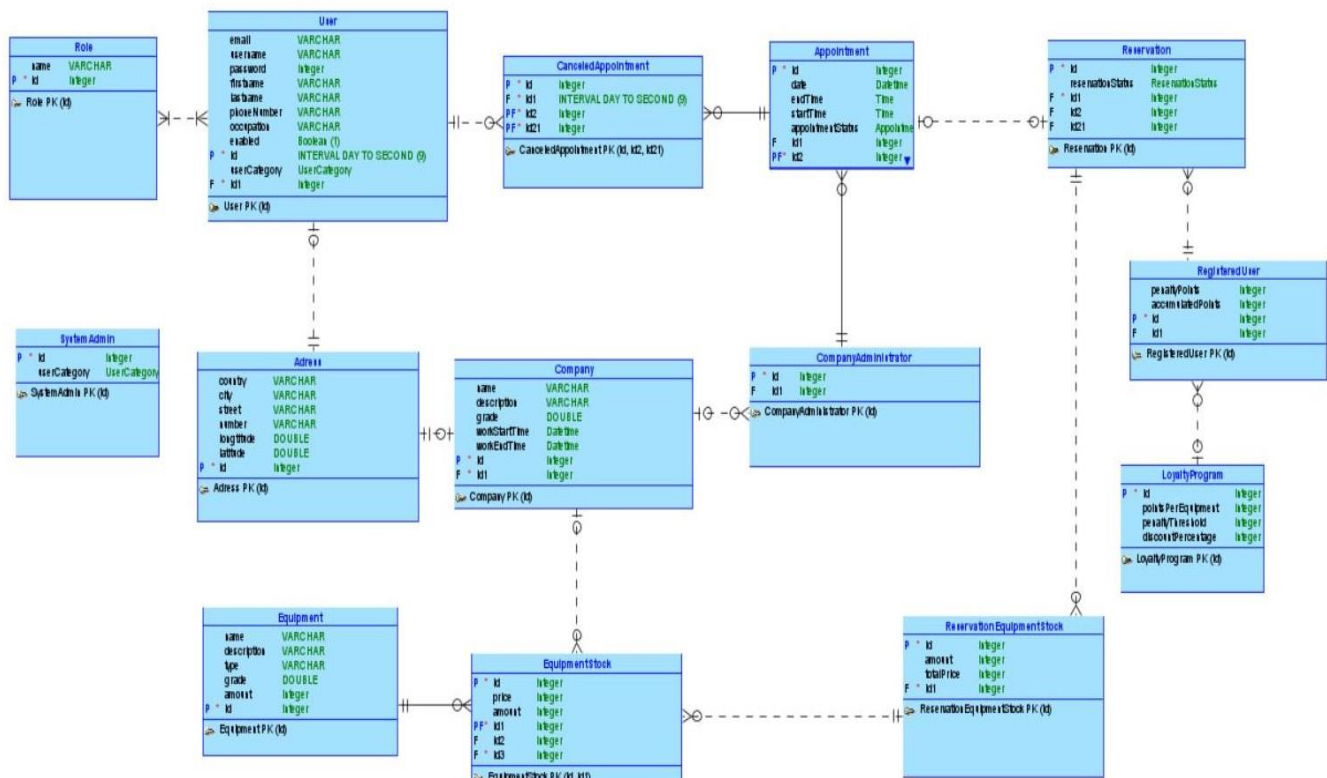 Role
name VARCHAR
P * Id Integer
Role PK (Id)
User
email VARCHAR
username VARCHAR
password Integer
firstname VARCHAR
lastname VARCHAR
phoneNumber VARCHAR
occupation VARCHAR
enabled Boolean (1)
P * Id INTERVAL DAY TO SECOND (9)
userCategory UserCategory
F * Id1 Integer
User PK (Id)
CanceledAppointment
P * Id Integer
F * Id1 INTERVAL DAY TO SECOND (9)
PF * Id2 Integer
PF * Id21 Integer
CanceledAppointment PK (Id, Id2, Id21)
Appointment
P * Id Integer
date Datetime
endTime Time
startTime Time
appointmentStatus Appointme
F Id1 Integer
PF * Id2 Integer
Reservation
P * Id Integer
reservationStatus ReservationStatus
F * Id1 Integer
F Id2 Integer
F Id21 Integer
Reservation PK (Id)
RegisteredUser
penaltyPoints Integer
accumulatedPoints Integer
P * Id Integer
F Id1 Integer
RegisteredUser PK (Id)
SystemAdmin
P * Id Integer
userCategory UserCategory
SystemAdmin PK (Id)
Adress
country VARCHAR
city VARCHAR
street VARCHAR
number VARCHAR
longtitude DOUBLE
latitude DOUBLE
P * Id Integer
Adress PK (Id)
Company
name VARCHAR
description VARCHAR
grade DOUBLE
workStartTime Datetime
workEndTime Datetime
P * Id Integer
F * Id1 Integer
Company PK (Id)
CompanyAdministrator
P * Id Integer
F Id1 Integer
CompanyAdministrator PK (Id)
LoyaltyProgram
P * Id Integer
pointsPerEquipment Integer
penaltyThreshold Integer
discountPercentage Integer
LoyaltyProgram PK (Id)
Equipment
name VARCHAR
description VARCHAR
type VARCHAR
grade DOUBLE
amount Integer
P * Id Integer
Equipment PK (Id)
EquipmentStock
P * Id Integer
price Integer
amount Integer
PF * Id1 Integer
F Id2 Integer
F * Id3 Integer
EquipmentStock PK (Id, Id1)
ReservationEquipmentStock
P * Id Integer
amount Integer
totalPrice Integer
F * Id1 Integer
ReservationEquipmentStock PK (Id)